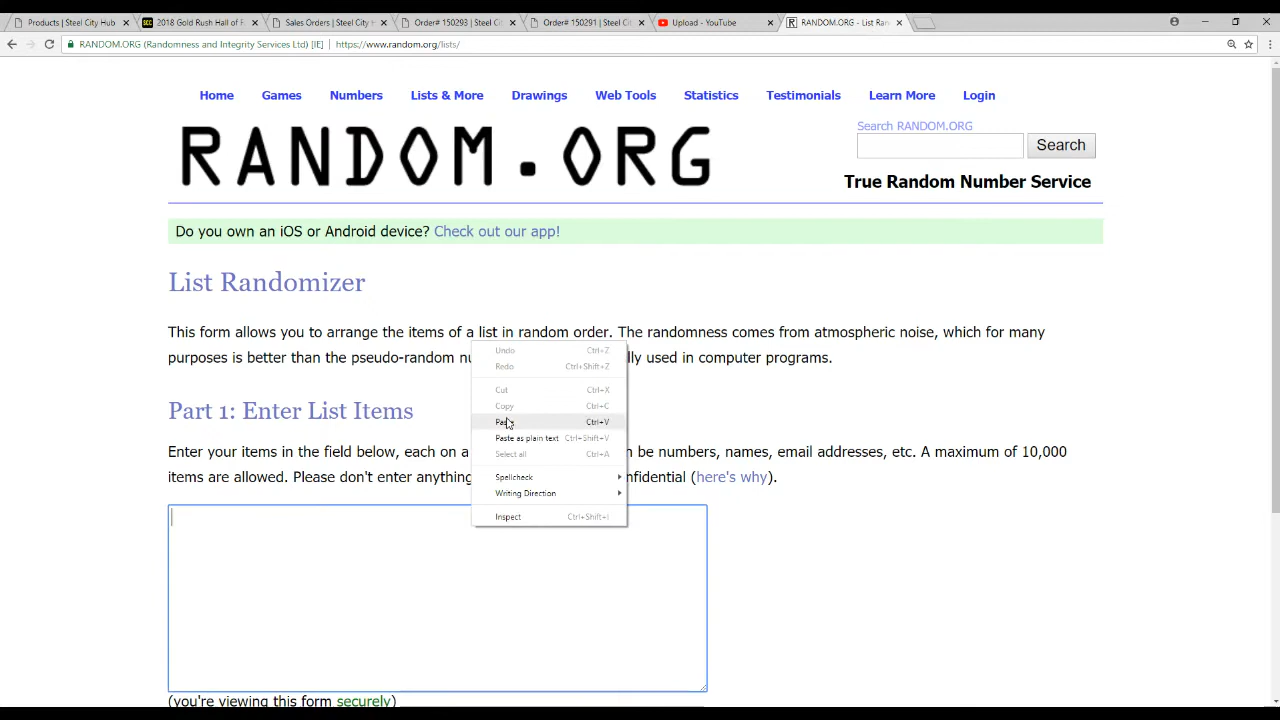 Products | Steel City Hub
2018 Gold Rush Hall of F
Sales Orders | Steel City H
Order# 150293 | Steel C
Order# 150291 | Steel Ci
Upload - YouTube
RANDOM.ORG - List Ran
RANDOM.ORG (Randomness and Integrity Services Ltd) [IE]
https://www.random.org/lists/
Home Games Numbers Lists & More Drawings Web Tools Statistics Testimonials Learn More Login
RANDOM.ORG
Search RANDOM.ORG
Search
True Random Number Service
Do you own an iOS or Android device? Check out our app!
List Randomizer
This form allows you to arrange the items of a list in random order. The randomness comes from atmospheric noise, which for many
purposes is better than the pseudo-random nu lly used in computer programs.
Undo Ctrl+Z
Redo Ctrl+Shift+Z
Cut Ctrl+X
Copy Ctrl+C
Paste Ctrl+V
Paste as plain text Ctrl+Shift+V
Select all Ctrl+A
Spellcheck
Writing Direction
Inspect Ctrl+Shift+I
Part 1: Enter List Items
Enter your items in the field below, each on a n be numbers, names, email addresses, etc. A maximum of 10,000
items are allowed. Please don't enter anything nfidential (here's why).
(you're viewing this form securely)